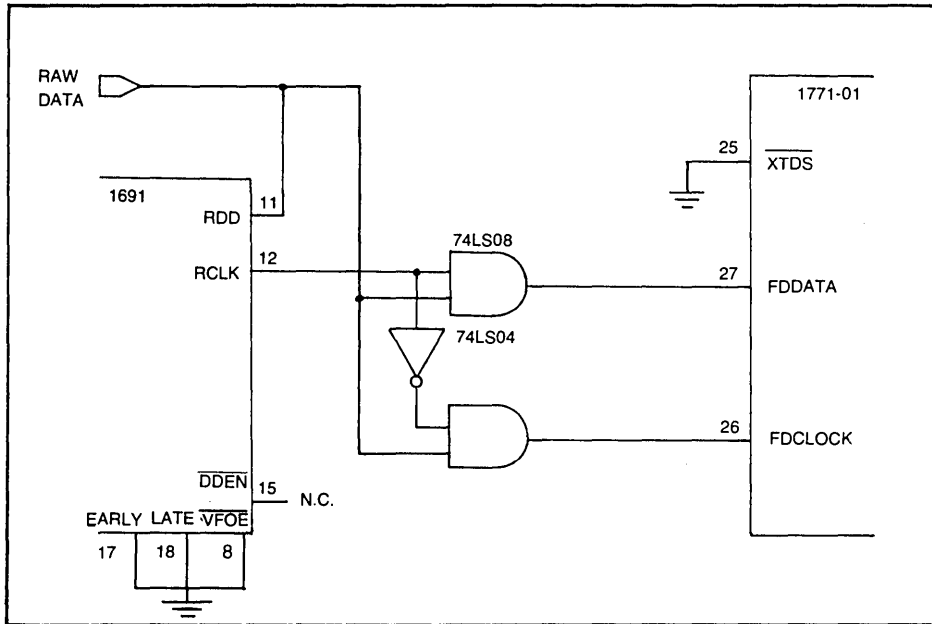 RAW
DATA
1691
RDD
11
RCLK
12
DDEN
15
N.C.
EARLY LATE VFOE
17 18 8
74LS08
74LS04
1771-01
25
XTDS
27
FDDATA
26
FDCLOCK